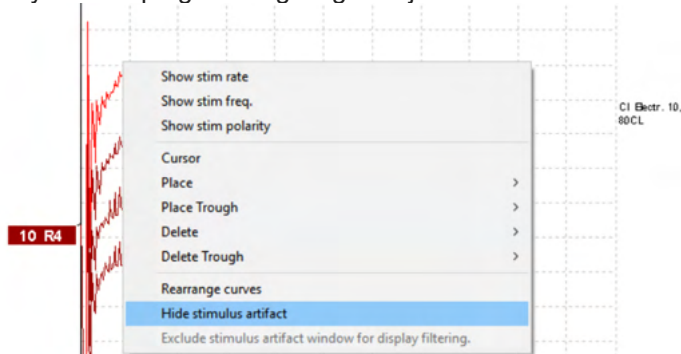 Show stim rate
Show stim freq.
Show stim polarity
CI Electr. 10,
80CL
Cursor
Place
Place Trough
10 R4
Delete
Delete Trough
Rearrange curves
Hide stimulus artifact
Exclude stimulus artifact window for display filtering.